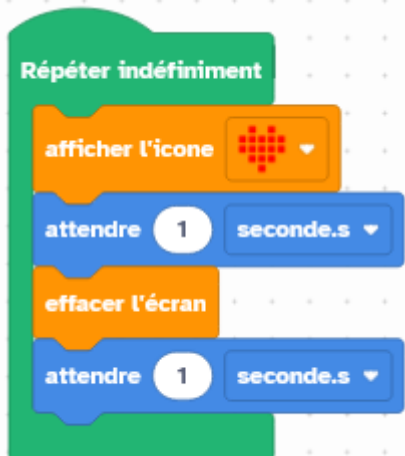 Répéter indéfiniment
afficher l'icone
attendre 1 seconde.s
effacer l'écran
attendre 1 seconde.s